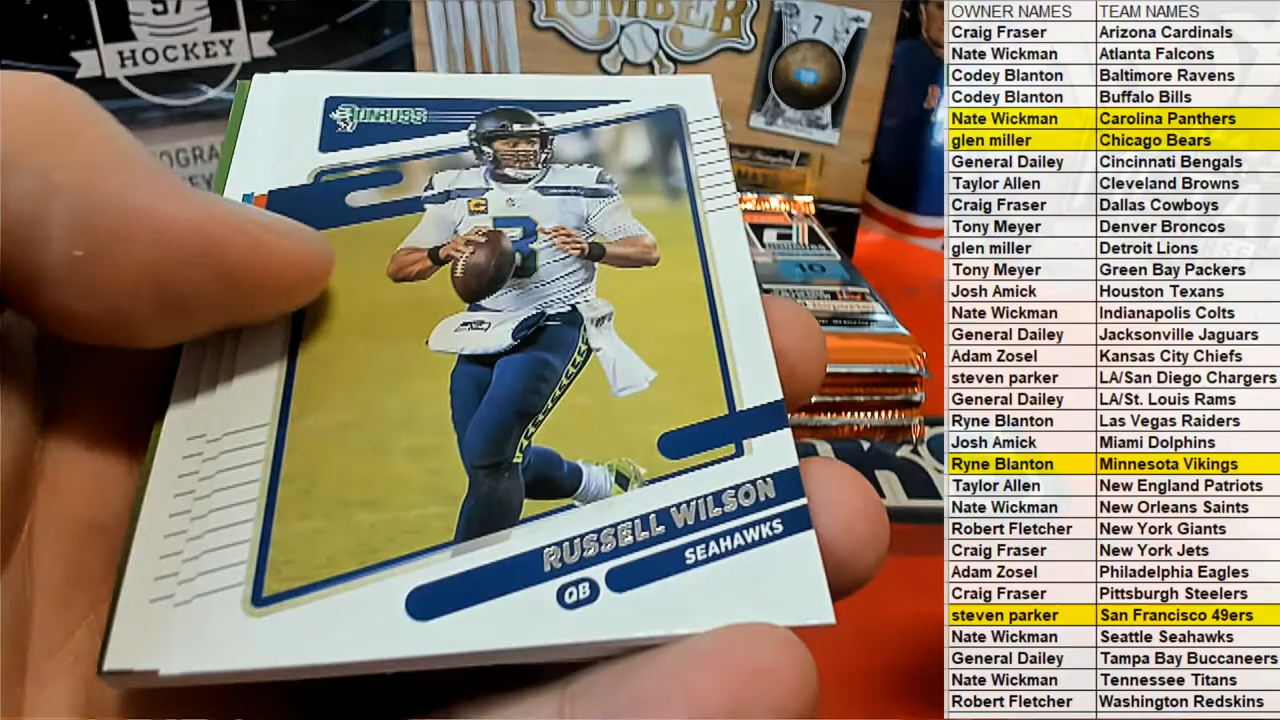 57
HOCKEY
LUMBER
7
DONRUSS
3
10
RUSSELL WILSON
QB
SEAHAWKS
OWNER NAMES TEAM NAMES
Craig Fraser Arizona Cardinals
Nate Wickman Atlanta Falcons
Codey Blanton Baltimore Ravens
Codey Blanton Buffalo Bills
Nate Wickman Carolina Panthers
glen miller Chicago Bears
General Dailey Cincinnati Bengals
Taylor Allen Cleveland Browns
Craig Fraser Dallas Cowboys
Tony Meyer Denver Broncos
glen miller Detroit Lions
Tony Meyer Green Bay Packers
Josh Amick Houston Texans
Nate Wickman Indianapolis Colts
General Dailey Jacksonville Jaguars
Adam Zosel Kansas City Chiefs
steven parker LA/San Diego Chargers
General Dailey LA/St. Louis Rams
Ryne Blanton Las Vegas Raiders
Josh Amick Miami Dolphins
Ryne Blanton Minnesota Vikings
Taylor Allen New England Patriots
Nate Wickman New Orleans Saints
Robert Fletcher New York Giants
Craig Fraser New York Jets
Adam Zosel Philadelphia Eagles
Craig Fraser Pittsburgh Steelers
steven parker San Francisco 49ers
Nate Wickman Seattle Seahawks
General Dailey Tampa Bay Buccaneers
Nate Wickman Tennessee Titans
Robert Fletcher Washington Redskins